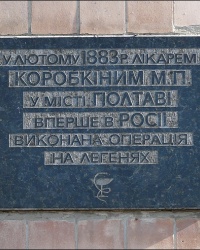 У ЛЮТОМУ 1883 Р. ЛІКАРЕМ
КОРОБКІНИМ М.П.
У МІСТІ ПОЛТАВІ
ВПЕРШЕ В РОСІЇ
ВИКОНАНА ОПЕРАЦІЯ
НА ЛЕГЕНЯХ